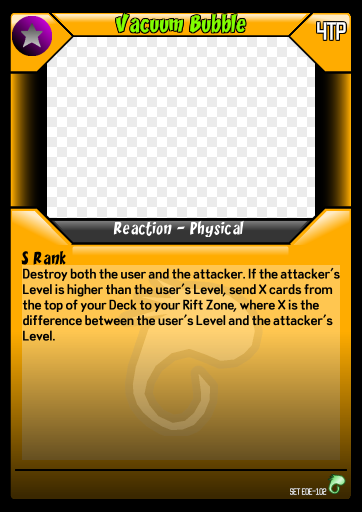 Vacuum Bubble
4TP
Reaction - Physical
S Rank
Destroy both the user and the attacker. If the attacker's
Level is higher than the user's Level, send X cards from
the top of your Deck to your Rift Zone, where X is the
difference between the user's Level and the attacker's
Level.
SET EOE-102